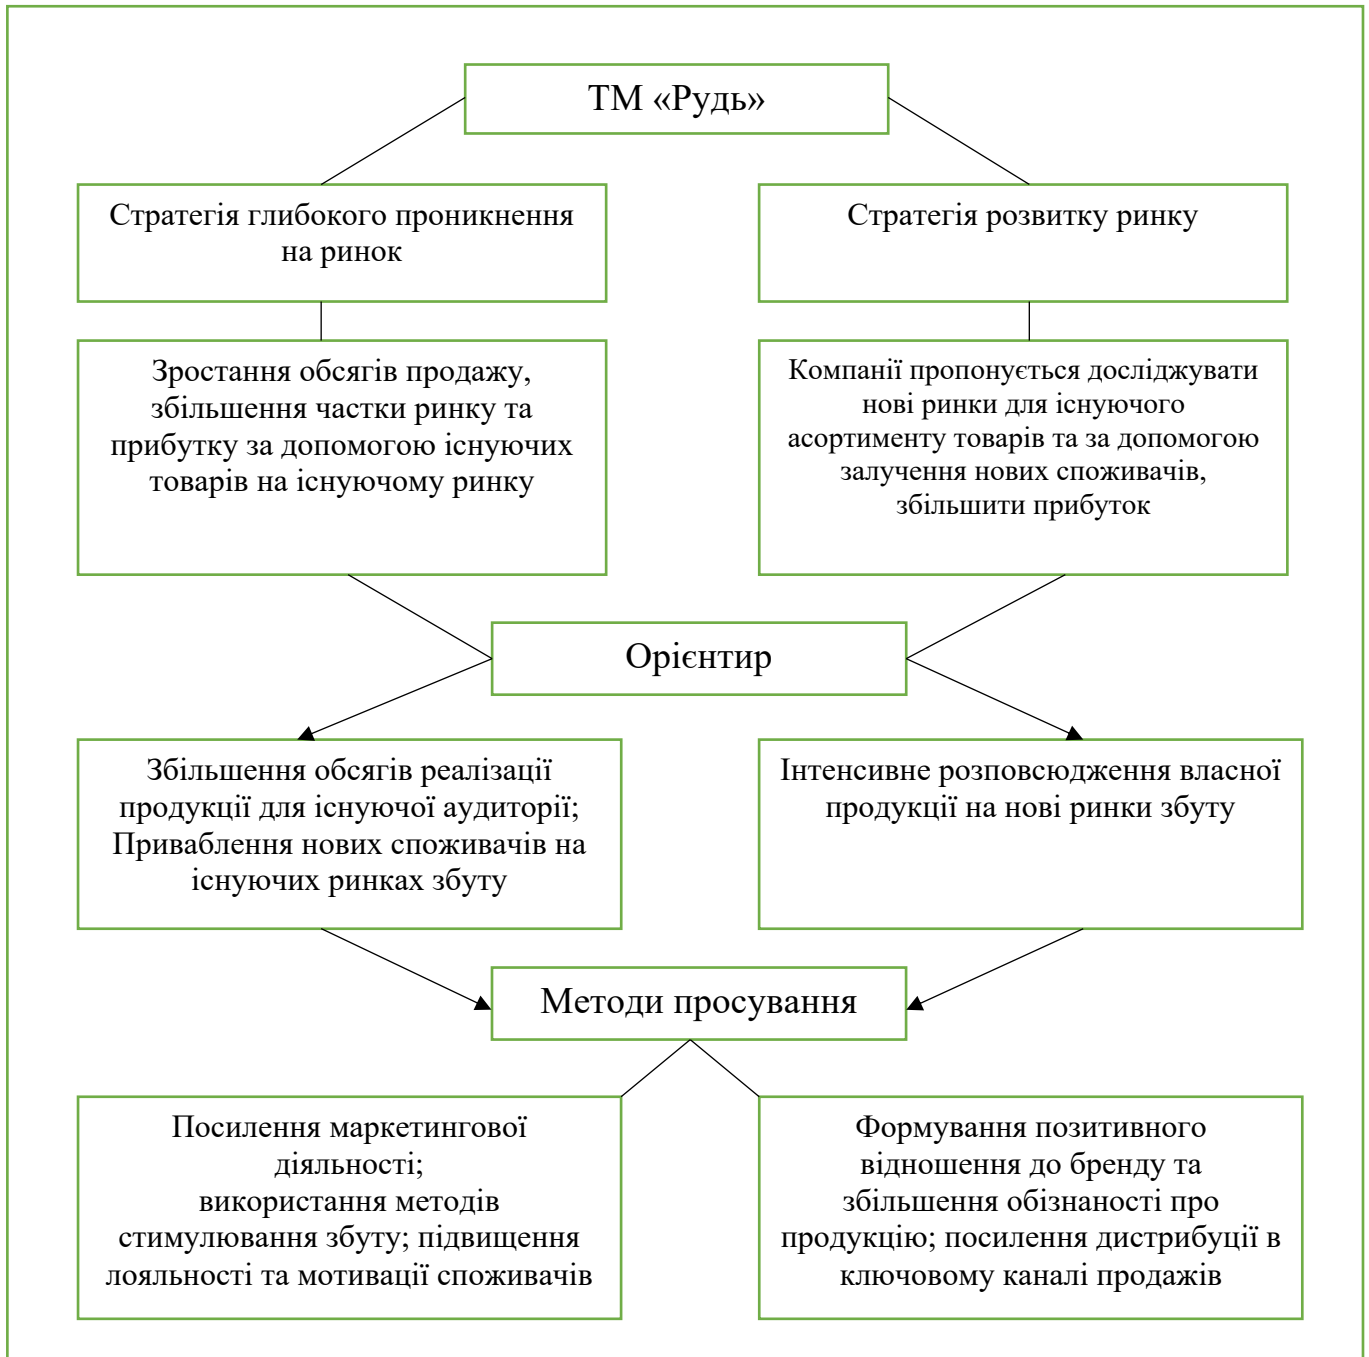 ТМ «Рудь»
Стратегія глибокого проникнення
на ринок
Стратегія розвитку ринку
Зростання обсягів продажу,
збільшення частки ринку та
прибутку за допомогою існуючих
товарів на існуючому ринку
Компанії пропонується досліджувати
нові ринки для існуючого
асортименту товарів та за допомогою
залучення нових споживачів,
збільшити прибуток
Орієнтир
Збільшення обсягів реалізації
продукції для існуючої аудиторії;
Приваблення нових споживачів на
існуючих ринках збуту
Інтенсивне розповсюдження власної
продукції на нові ринки збуту
Методи просування
Посилення маркетингової
діяльності;
використання методів
стимулювання збуту; підвищення
лояльності та мотивації споживачів
Формування позитивного
відношення до бренду та
збільшення обізнаності про
продукцію; посилення дистрибуції в
ключовому каналі продажів